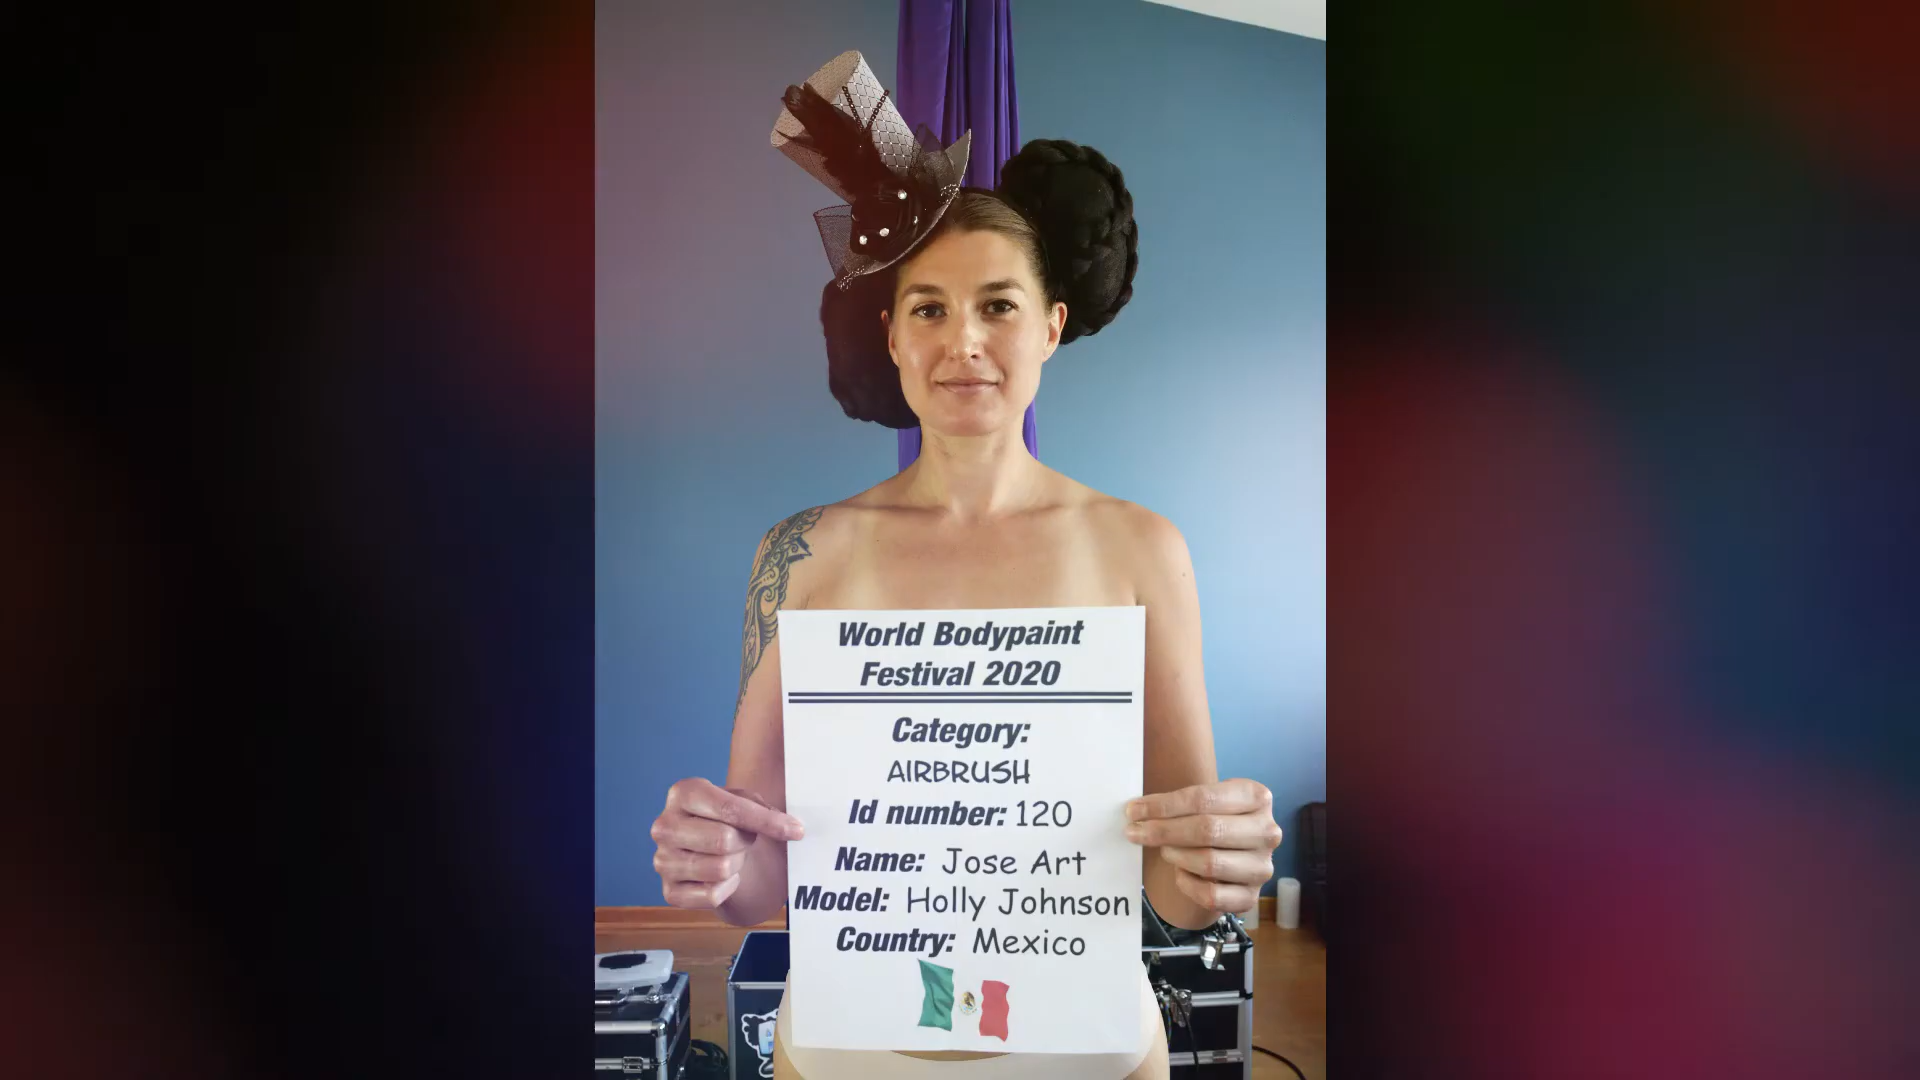 World Bodypaint
Festival 2020
Category:
AIRBRUSH
Id number: 120
Name: Jose Art
Model: Holly Johnson
Country: Mexico